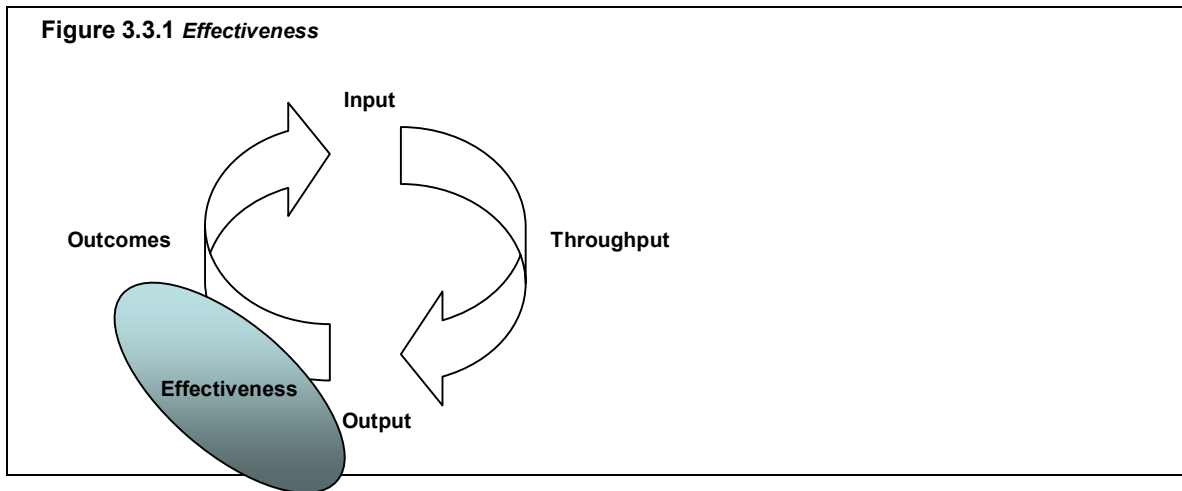 Figure 3.3.1 Effectiveness
Input
Outcomes
Throughput
Effectiveness
Output